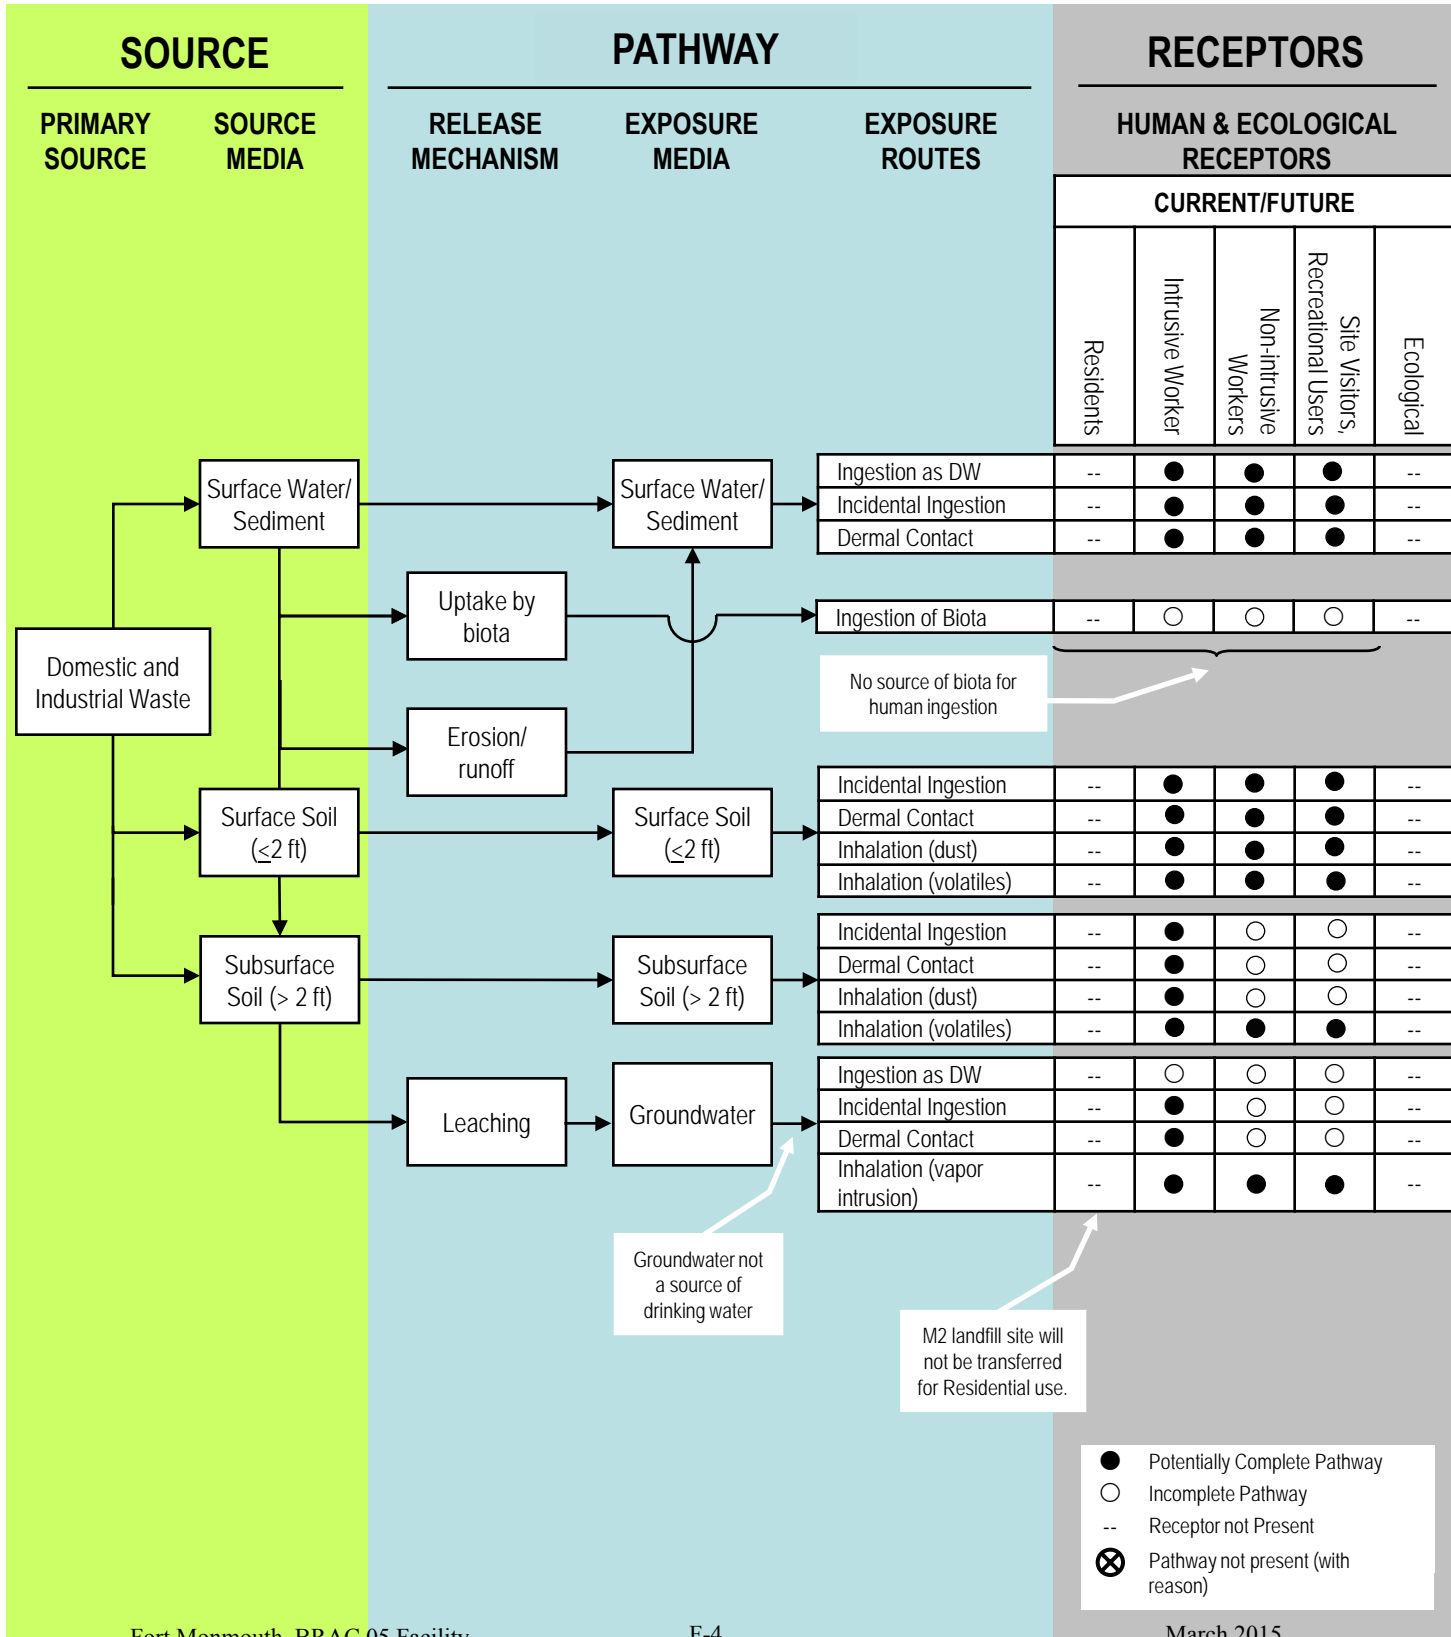 SOURCE
PATHWAY
RECEPTORS
PRIMARY
SOURCE
SOURCE
MEDIA
RELEASE
MECHANISM
EXPOSURE
MEDIA
EXPOSURE
ROUTES
HUMAN & ECOLOGICAL
RECEPTORS
CURRENT/FUTURE
Residents
Intrusive Worker
Non-intrusive
Workers
Site Visitors,
Recreational Users
Ecological
Domestic and
Industrial Waste
Surface Water/
Sediment
Surface Water/
Sediment
Ingestion as DW -- ● ● ● --
Incidental Ingestion -- ● ● ● --
Dermal Contact -- ● ● ● --
Uptake by
biota
Ingestion of Biota -- ○ ○ ○ --
No source of biota for
human ingestion
Erosion/
runoff
Surface Soil
(≤2 ft)
Surface Soil
(≤2 ft)
Incidental Ingestion -- ● ● ● --
Dermal Contact -- ● ● ● --
Inhalation (dust) -- ● ● ● --
Inhalation (volatiles) -- ● ● ● --
Subsurface
Soil (> 2 ft)
Subsurface
Soil (> 2 ft)
Incidental Ingestion -- ● ○ ○ --
Dermal Contact -- ● ○ ○ --
Inhalation (dust) -- ● ○ ○ --
Inhalation (volatiles) -- ● ● ● --
Leaching
Groundwater
Ingestion as DW -- ○ ○ ○ --
Incidental Ingestion -- ● ○ ○ --
Dermal Contact -- ● ○ ○ --
Inhalation (vapor
intrusion) -- ● ● ● --
Groundwater not
a source of
drinking water
M2 landfill site will
not be transferred
for Residential use.
● Potentially Complete Pathway
○ Incomplete Pathway
-- Receptor not Present
⊗ Pathway not present (with
reason)
Fort Monmouth, BRAC 05 Facility
F-4
March 2015